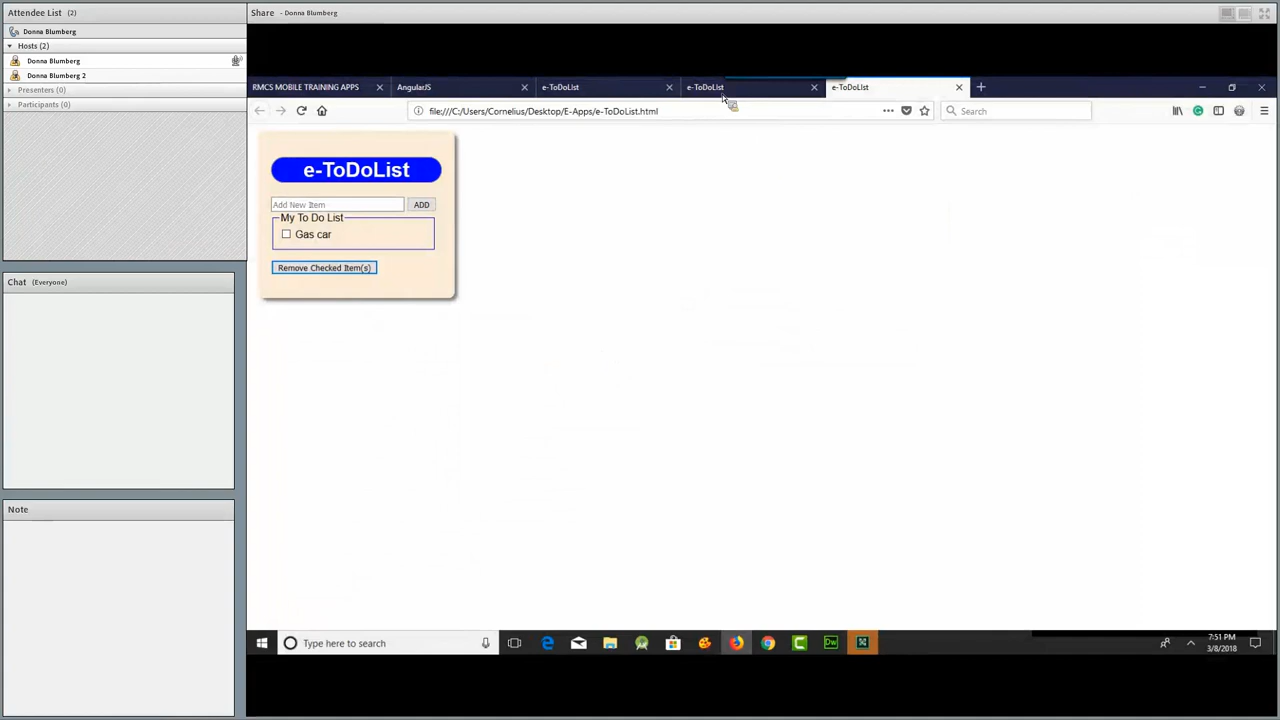 Attendee List (2)
Donna Blumberg
Hosts (2)
Donna Blumberg
Donna Blumberg 2
Presenters (0)
Participants (0)
Chat (Everyone)
Note
Share - Donna Blumberg
RMCS MOBILE TRAINING APPS
AngularJS
e-ToDoList
e-ToDoList
e-ToDoList
file:///C:/Users/Cornelius/Desktop/E-Apps/e-ToDoList.html
Search
e-ToDoList
Add New Item ADD
My To Do List
Gas car
Remove Checked Item(s)
Type here to search
Dw
7:51 PM
3/8/2018